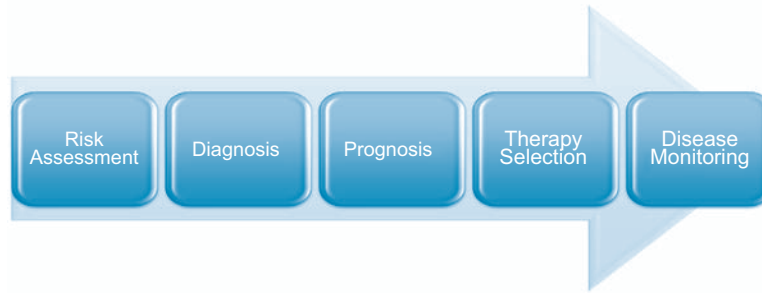 Risk
Assessment
Diagnosis
Prognosis
Therapy
Selection
Disease
Monitoring